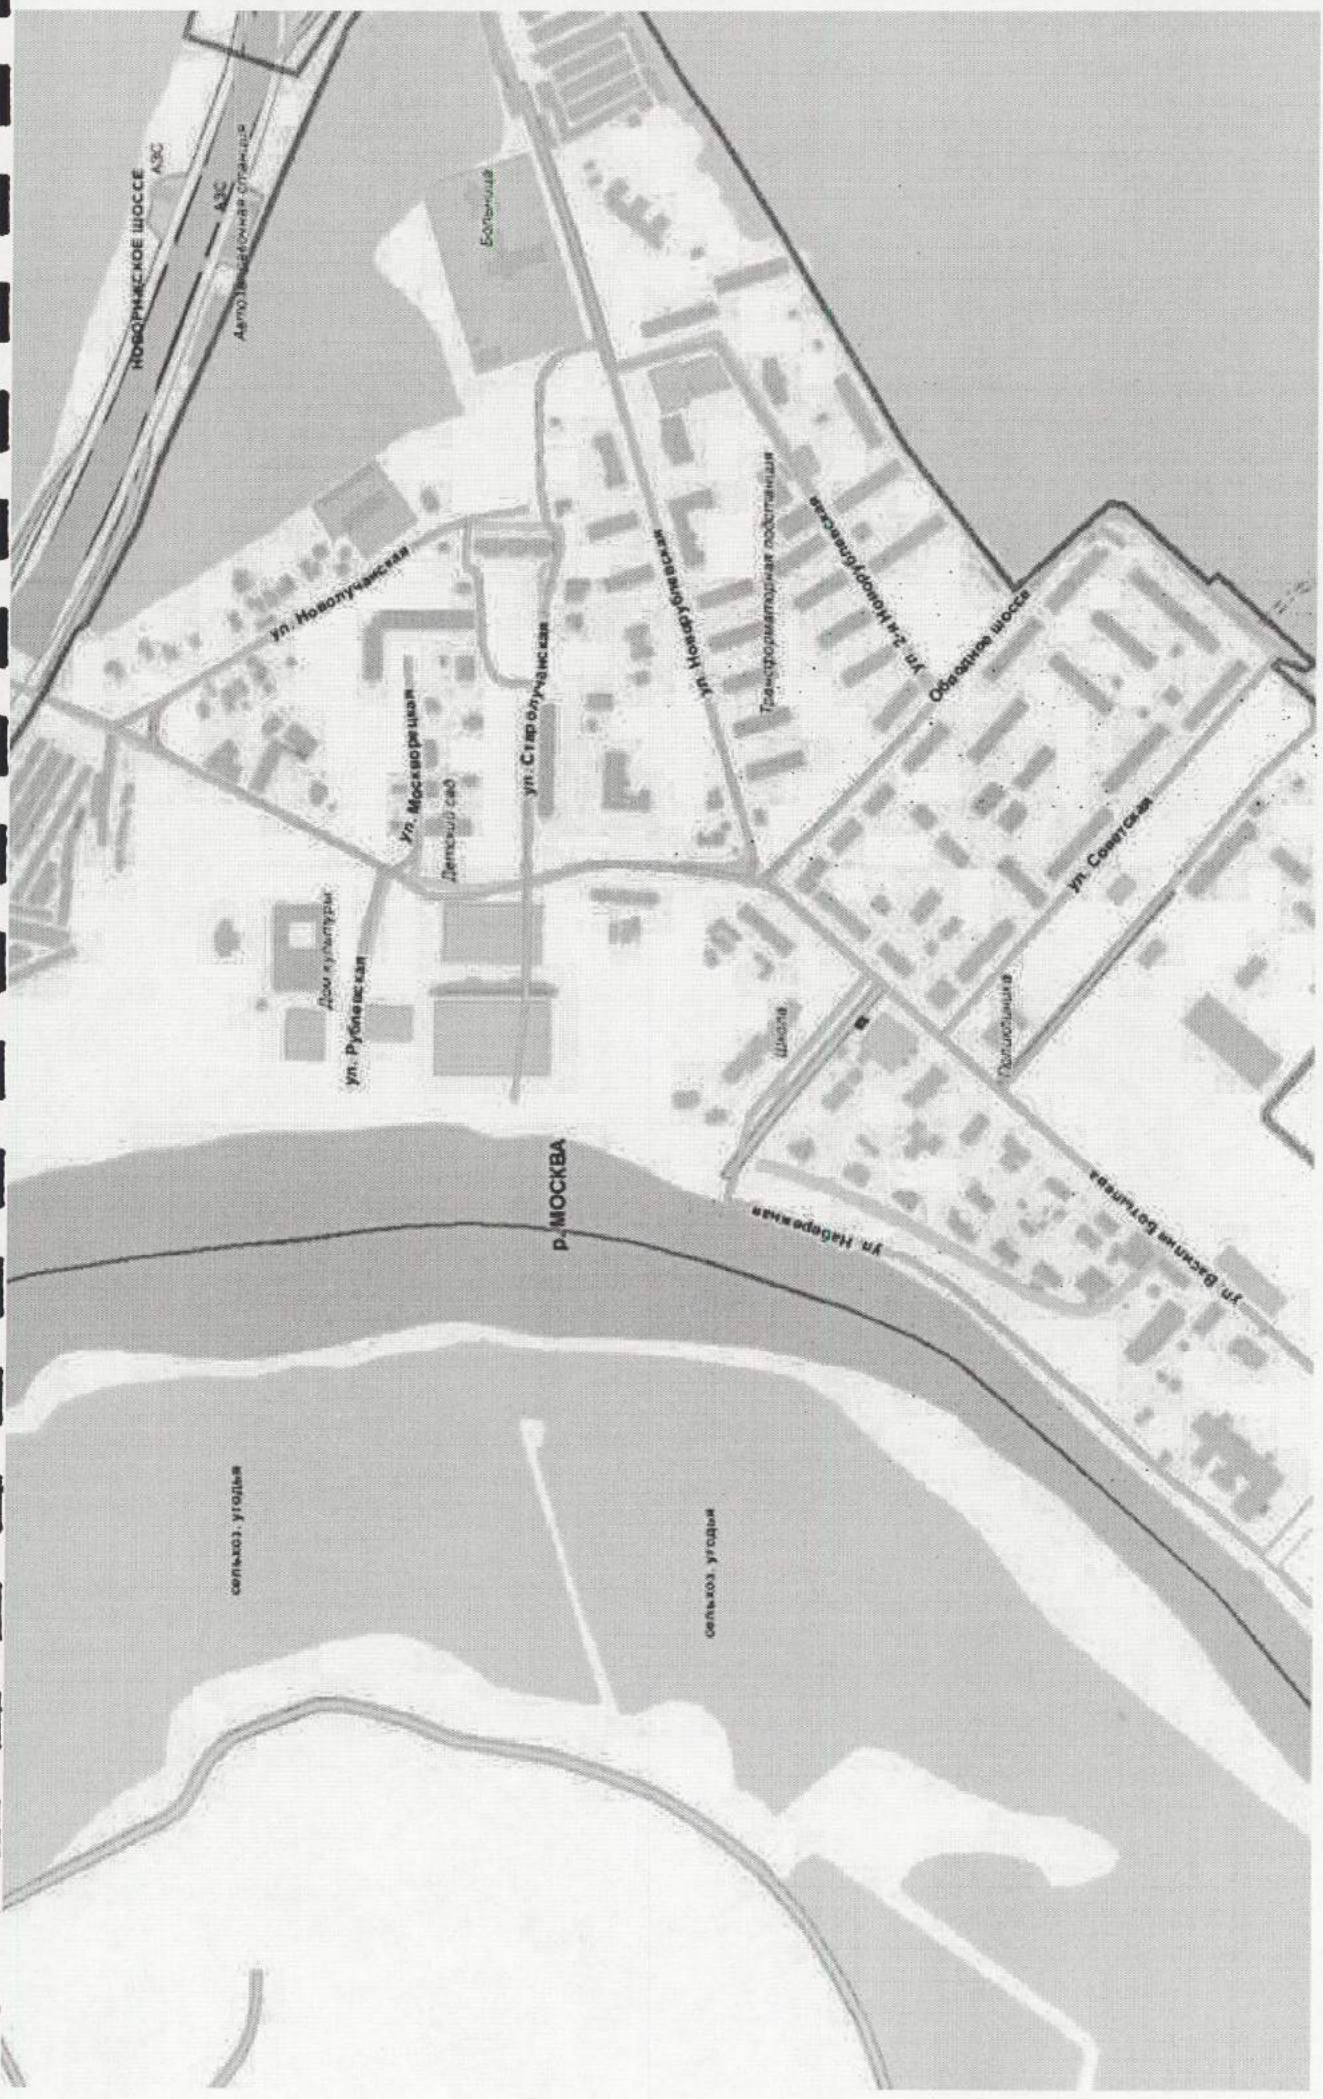 НОВОРИЖСКОЕ ШОССЕ
АЗС
АЗС
Автозаправочная станция
Больница
ул. Новолучанская
ул. Москворецкая
Детский сад
ул. Старолучанская
ул. Новорублевская
Трансформаторная подстанция
ул. 2-я Новорублевская
Обводное шоссе
ул. Советская
Дом культуры
ул. Рублевская
Школа
Поликлиника
р. МОСКВА
ул. Набережная
ул. Василия Ботылева
сельхоз. угодья
сельхоз. угодья